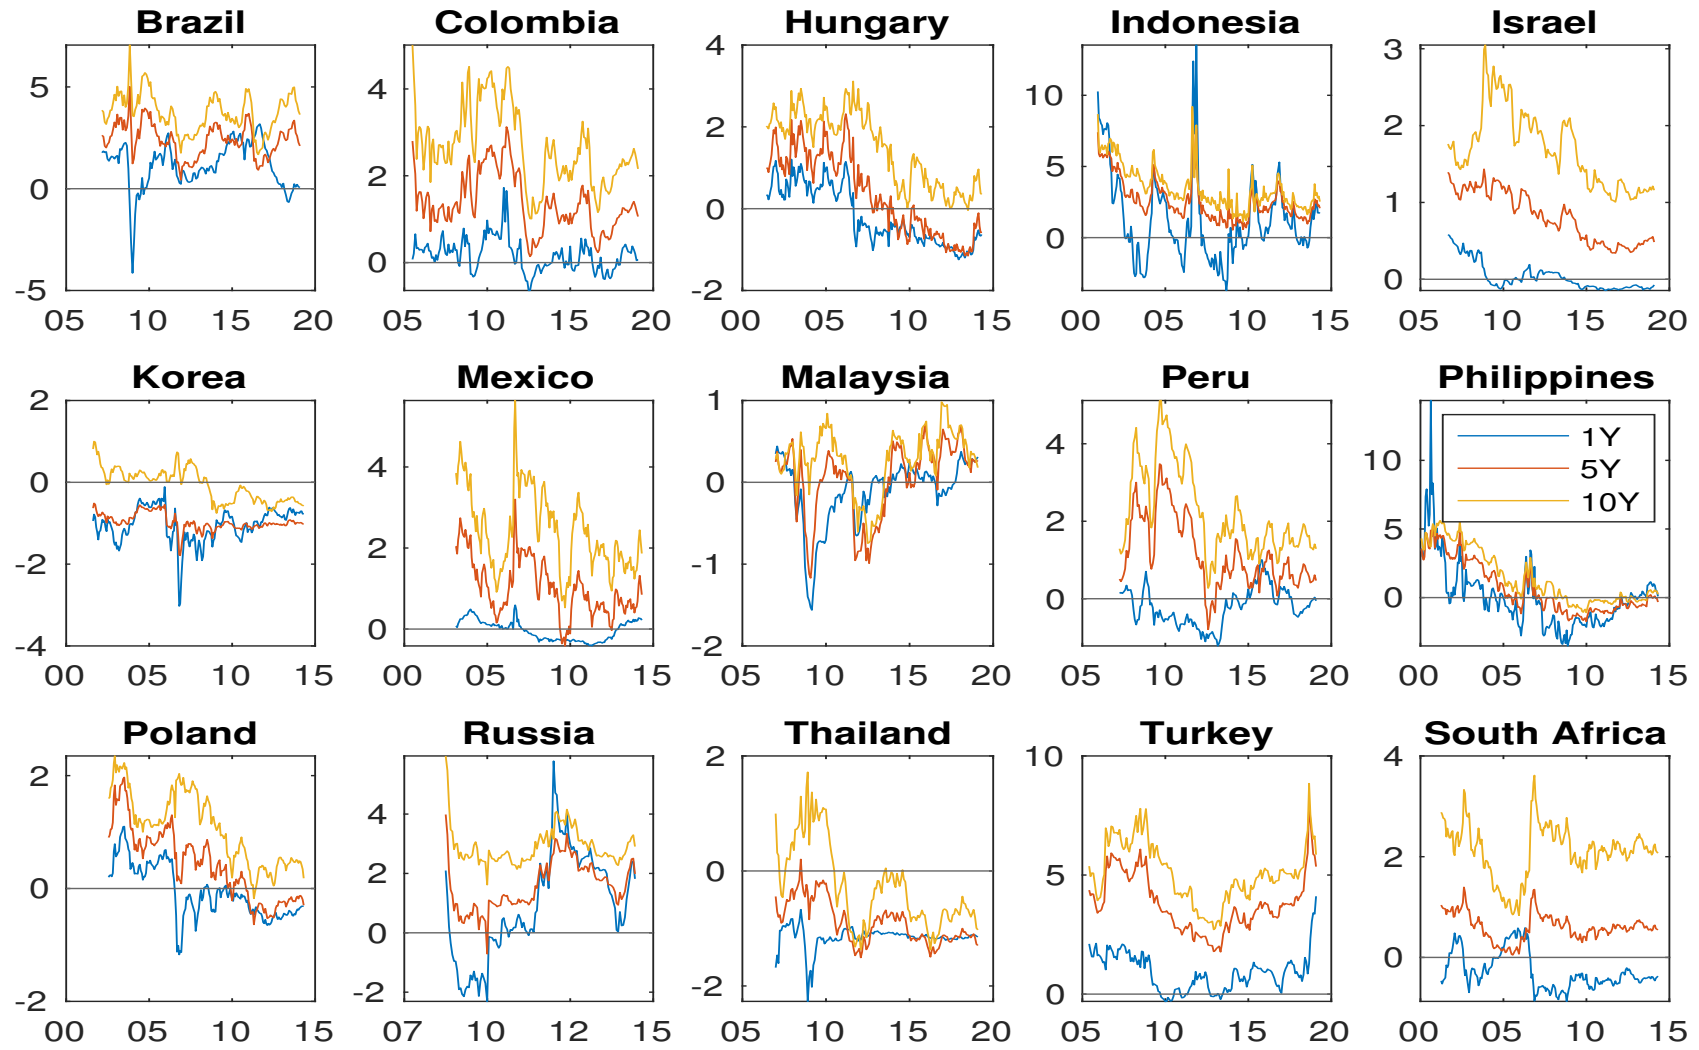 Brazil Colombia Hungary Indonesia Israel
5 0 -5 05 10 15 20
4 2 0 05 10 15 20
4 2 0 -2 00 05 10 15
10 5 0 00 05 10 15
3 2 1 0 05 10 15 20
Korea Mexico Malaysia Peru Philippines
2 0 -2 -4 00 05 10 15
4 2 0 00 05 10 15
1 0 -1 -2 05 10 15 20
4 2 0 05 10 15 20
10 5 0 00 05 10 15
1Y
5Y
10Y
Poland Russia Thailand Turkey South Africa
2 0 -2 00 05 10 15
4 2 0 -2 07 10 12 15
2 0 -2 05 10 15 20
10 5 0 05 10 15 20
4 2 0 00 05 10 15